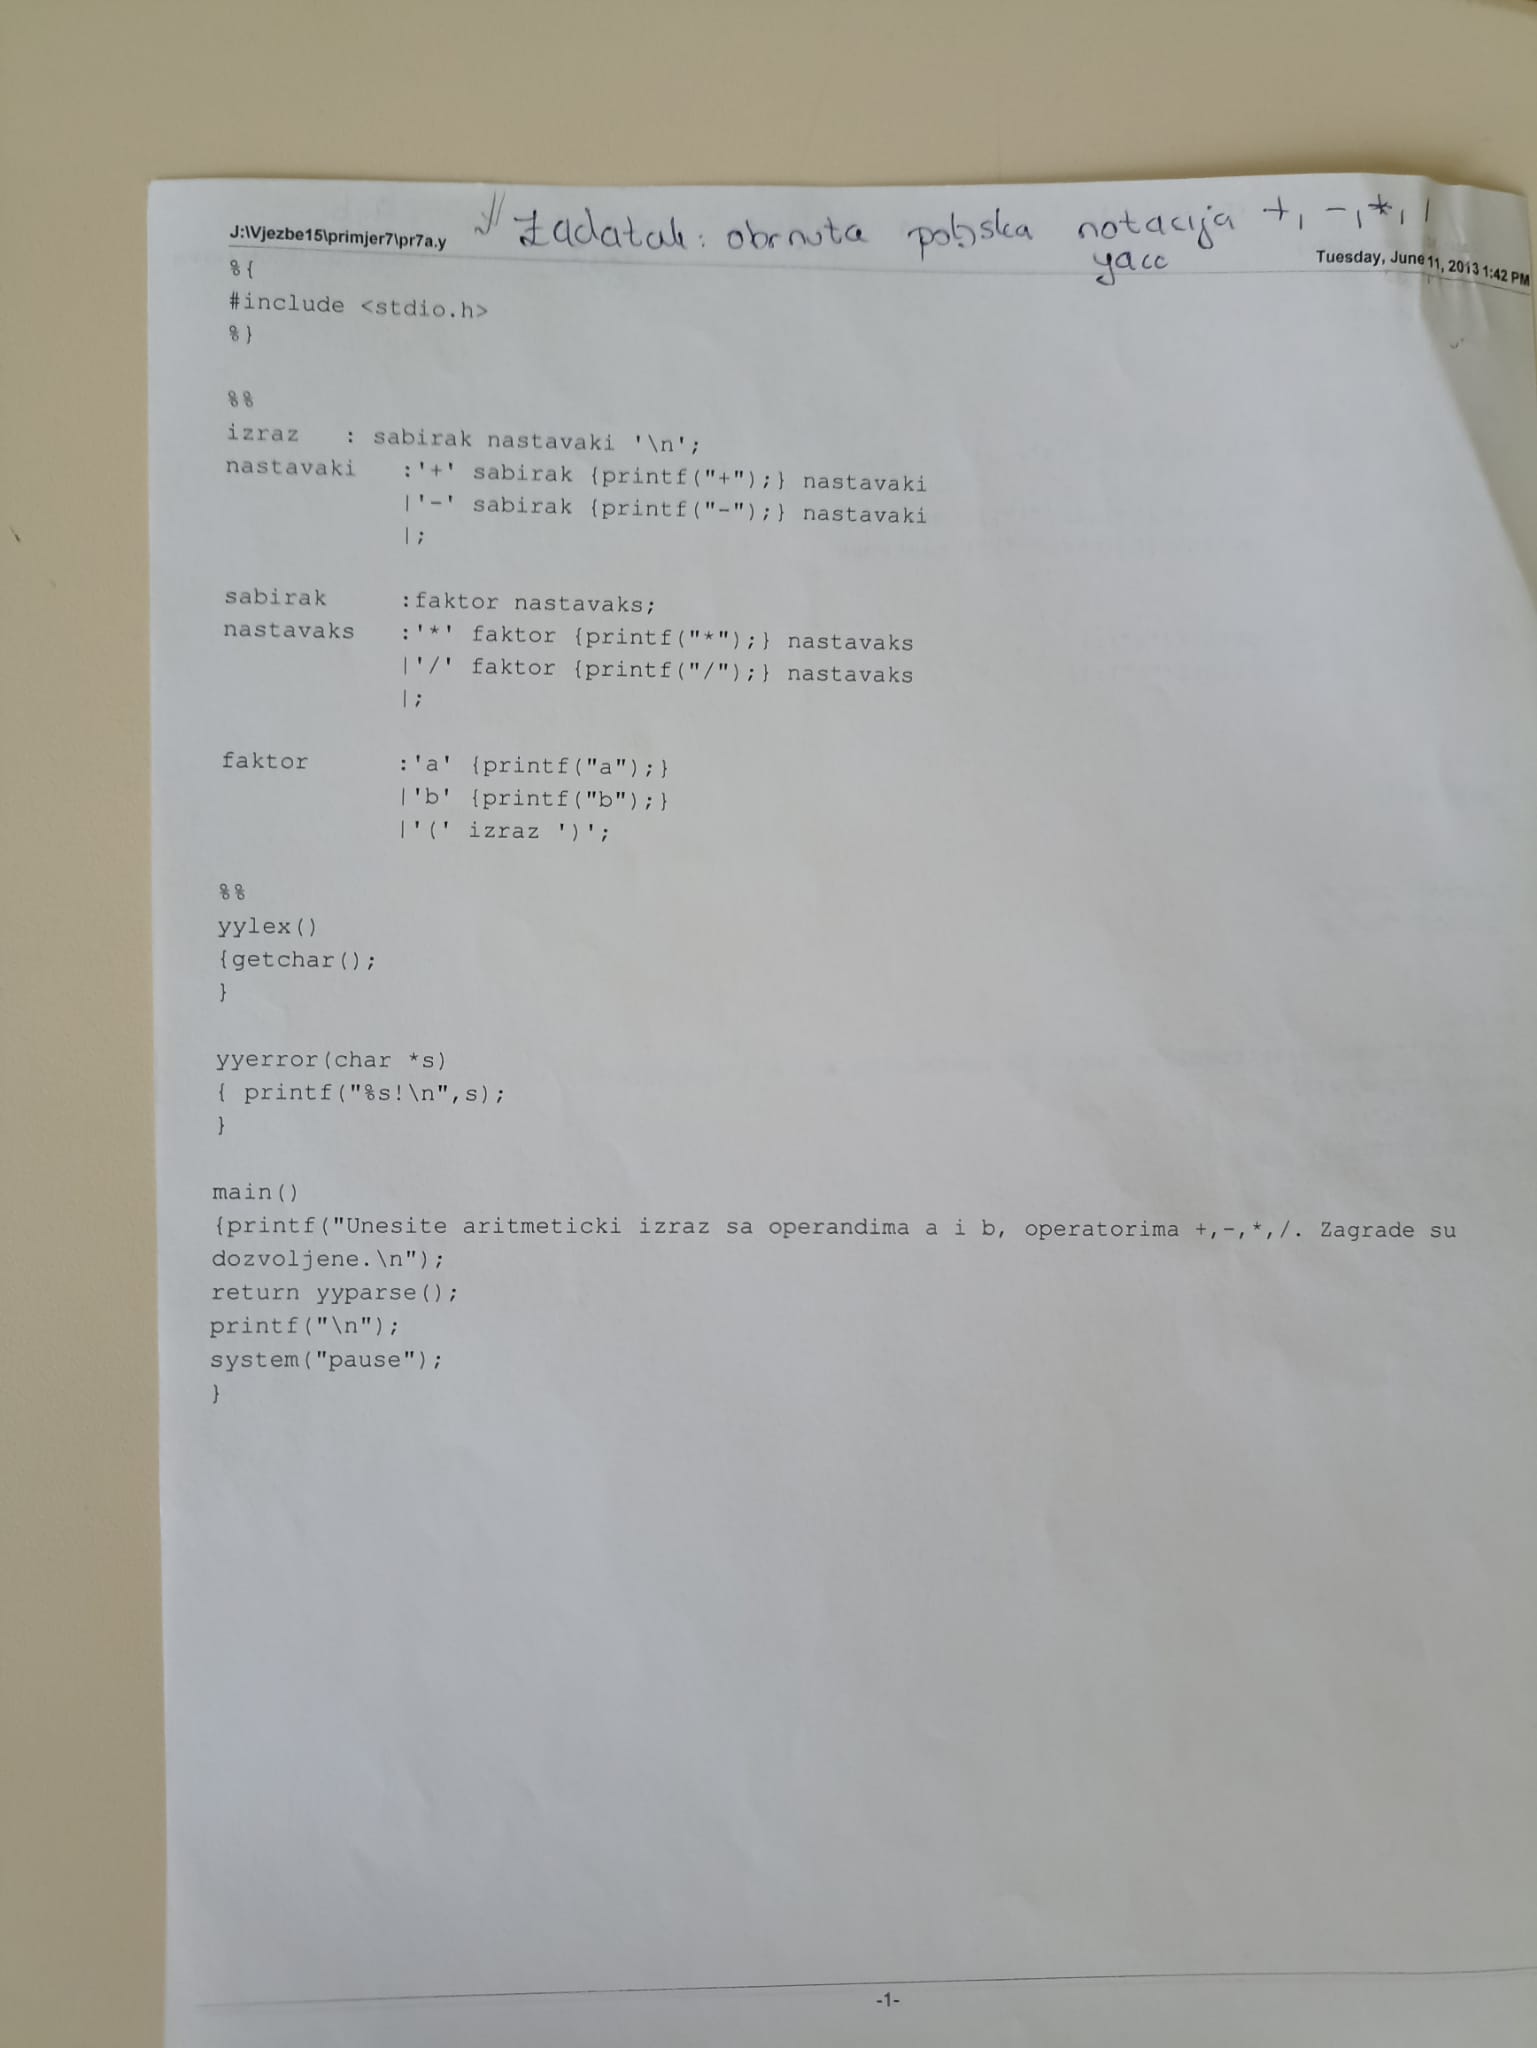 J:\Vjezbe15\primjer7\pr7a.y
// Zadatak: obrnuta poljska notacija +, -, *, /
yacc
Tuesday, June 11, 2013 1:42 PM
%{
#include <stdio.h>
%}
%%
izraz   : sabirak nastavaki '\n';
nastavaki   :'+' sabirak {printf("+");} nastavaki
|'-' sabirak {printf("-");} nastavaki
|;
sabirak     :faktor nastavaks;
nastavaks   :'*' faktor {printf("*");} nastavaks
|'/' faktor {printf("/");} nastavaks
|;
faktor      :'a' {printf("a");}
|'b' {printf("b");}
|'(' izraz ')';
%%
yylex()
{getchar();
}
yyerror(char *s)
{ printf("%s!\n",s);
}
main()
{printf("Unesite aritmeticki izraz sa operandima a i b, operatorima +,-,*,/. Zagrade su
dozvoljene.\n");
return yyparse();
printf("\n");
system("pause");
}
-1-